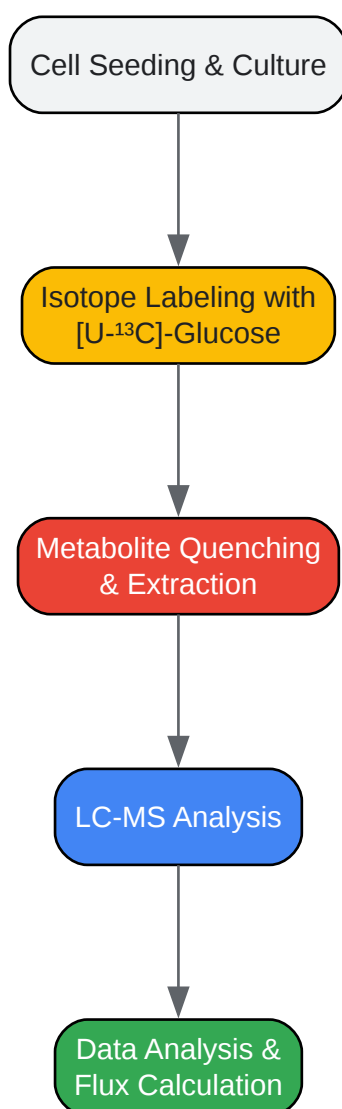 Cell Seeding & Culture
Isotope Labeling with
[U-¹³C]-Glucose
Metabolite Quenching
& Extraction
LC-MS Analysis
Data Analysis &
Flux Calculation